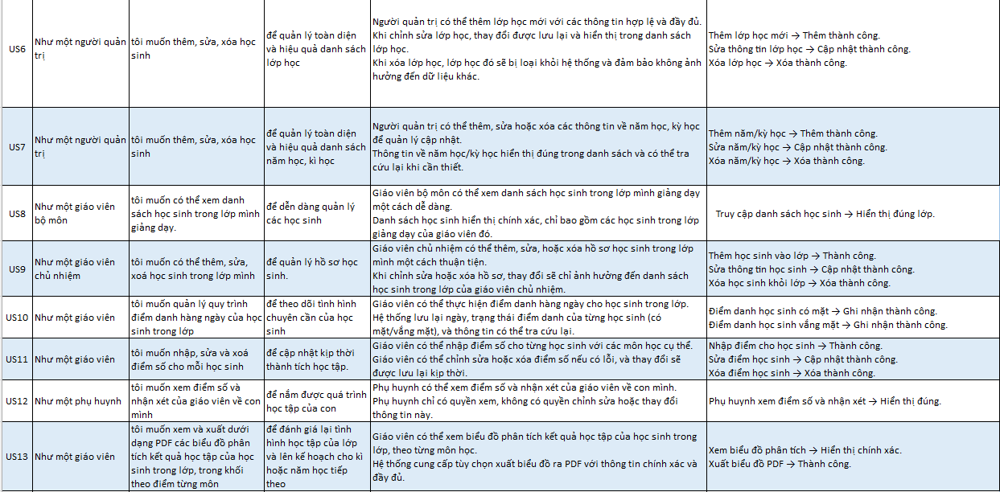 US6
Như một người quản
trị
tôi muốn thêm, sửa, xóa học
sinh
để quản lý toàn diện
và hiệu quả danh sách
lớp học
Người quản trị có thể thêm lớp học mới với các thông tin hợp lệ và đầy đủ.
Khi chỉnh sửa lớp học, thay đổi được lưu lại và hiển thị trong danh sách
lớp học.
Khi xóa lớp học, lớp học đó sẽ bị loại khỏi hệ thống và đảm bảo không ảnh
hưởng đến dữ liệu khác.
Thêm lớp học mới → Thêm thành công.
Sửa thông tin lớp học → Cập nhật thành công.
Xóa lớp học → Xóa thành công.
US7
Như một người quản
trị
tôi muốn thêm, sửa, xóa học
sinh
để quản lý toàn diện
và hiệu quả danh sách
năm học, kì học
Người quản trị có thể thêm, sửa hoặc xóa các thông tin về năm học, kỳ học
để quản lý cập nhật.
Thông tin về năm học/kỳ học hiển thị đúng trong danh sách và có thể tra
cứu lại khi cần thiết.
Thêm năm/kỳ học → Thêm thành công.
Sửa năm/kỳ học → Cập nhật thành công.
Xóa năm/kỳ học → Xóa thành công.
US8
Như một giáo viên
bộ môn
tôi muốn có thể xem danh
sách học sinh trong lớp mình
giảng dạy.
để dễn dàng quản lý
các học sinh
Giáo viên bộ môn có thể xem danh sách học sinh trong lớp mình giảng dạy
một cách dễ dàng.
Danh sách học sinh hiển thị chính xác, chỉ bao gồm các học sinh trong lớp
giảng dạy của giáo viên đó.
Truy cập danh sách học sinh → Hiển thị đúng lớp.
US9
Như một giáo viên
chủ nhiệm
tôi muốn có thể thêm, sửa,
xoá học sinh trong lớp mình
để quản lý hồ sơ học
sinh.
Giáo viên chủ nhiệm có thể thêm, sửa, hoặc xóa hồ sơ học sinh trong lớp
mình một cách thuận tiện.
Khi chỉnh sửa hoặc xóa hồ sơ, thay đổi sẽ chỉ ảnh hưởng đến danh sách
học sinh trong lớp của giáo viên chủ nhiệm.
Thêm học sinh vào lớp → Thành công.
Sửa thông tin học sinh → Cập nhật thành công.
Xóa học sinh khỏi lớp → Xóa thành công.
US10
Như một giáo viên
tôi muốn quản lý quy trình
điểm danh hàng ngày của học
sinh trong lớp
để theo dõi tình hình
chuyên cần của học
sinh
Giáo viên có thể thực hiện điểm danh hàng ngày cho học sinh trong lớp.
Hệ thống lưu lại ngày, trạng thái điểm danh của từng học sinh (có
mặt/vắng mặt), và thông tin có thể tra cứu lại.
Điểm danh học sinh có mặt → Ghi nhận thành công.
Điểm danh học sinh vắng mặt → Ghi nhận thành công.
US11
Như một giáo viên
tôi muốn nhập, sửa và xoá
điểm số cho mỗi học sinh
để cập nhật kịp thời
thành tích học tập.
Giáo viên có thể nhập điểm số cho từng học sinh với các môn học cụ thể.
Giáo viên có thể chỉnh sửa hoặc xóa điểm số nếu có lỗi, và thay đổi sẽ
được lưu lại kịp thời.
Nhập điểm cho học sinh → Thành công.
Sửa điểm học sinh → Cập nhật thành công.
Xóa điểm học sinh → Xóa thành công.
US12
Như một phụ huynh
tôi muốn xem điểm số và
nhận xét của giáo viên về con
mình
để nắm được quá trình
học tập của con
Phụ huynh có thể xem điểm số và nhận xét của giáo viên về con mình.
Phụ huynh chỉ có quyền xem, không có quyền chỉnh sửa hoặc thay đổi
thông tin này.
Phụ huynh xem điểm số và nhận xét → Hiển thị đúng.
US13
Như một giáo viên
tôi muốn xem và xuất dưới
dạng PDF các biểu đồ phân
tích kết quả học tập của học
sinh trong lớp, trong khối
theo điểm từng môn
để đánh giá lại tình
hình học tập của lớp
và lên kế hoạch cho kì
hoặc năm học tiếp
theo
Giáo viên có thể xem biểu đồ phân tích kết quả học tập của học sinh trong
lớp, theo từng môn học.
Hệ thống cung cấp tùy chọn xuất biểu đồ ra PDF với thông tin chính xác và
đầy đủ.
Xem biểu đồ phân tích → Hiển thị chính xác.
Xuất biểu đồ PDF → Thành công.